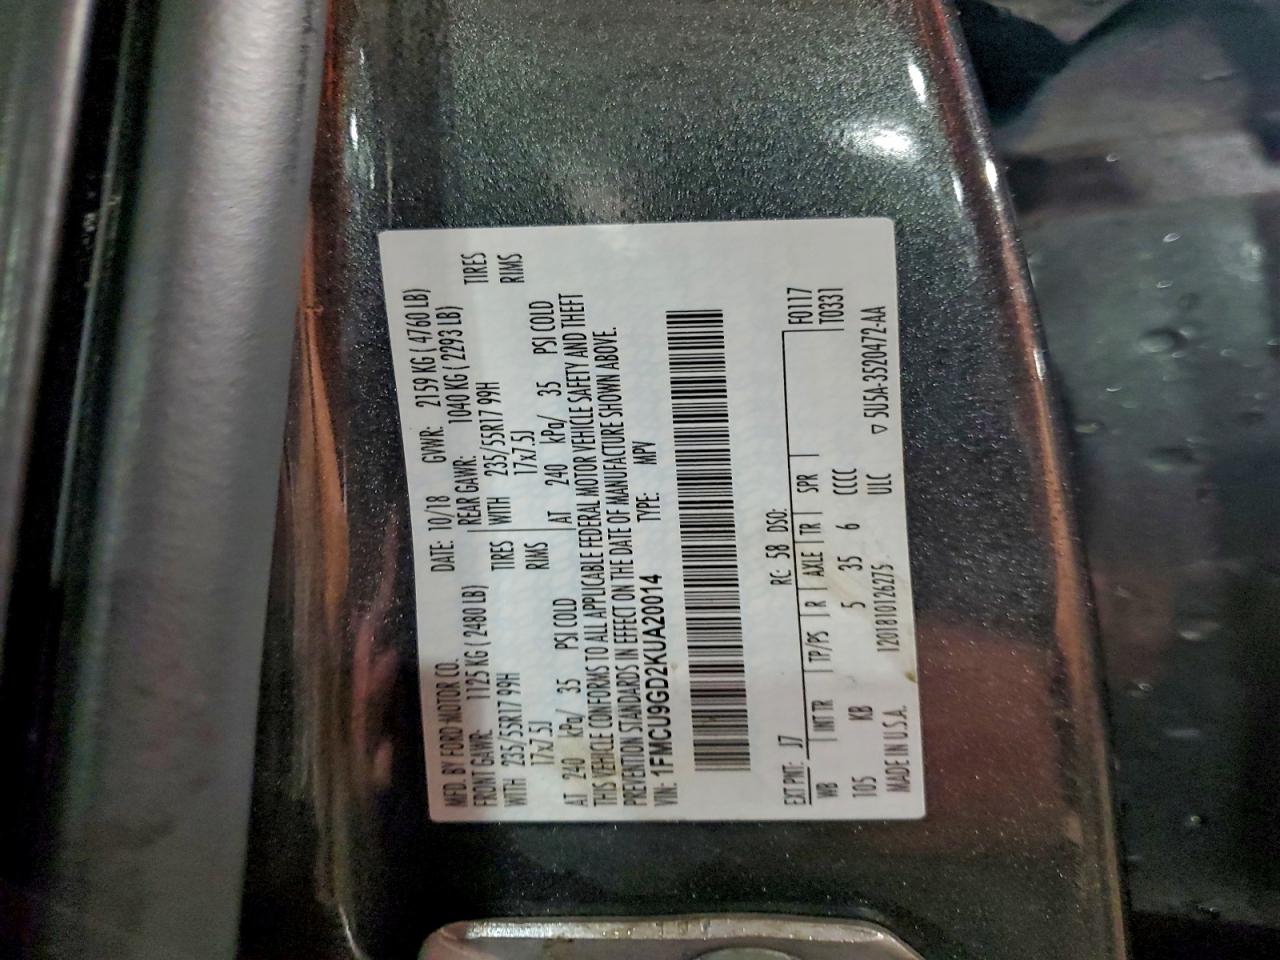 MFD. BY FORD MOTOR CO. DATE: 10/18 GVWR: 2159 KG ( 4760 LB)
FRONT GAWR: 1125 KG ( 2480 LB) REAR GAWR: 1040 KG ( 2293 LB)
WITH 235/55R17 99H TIRES WITH 235/55R17 99H TIRES
17x7.5J RIMS 17x7.5J RIMS
AT 240 kPa/ 35 PSI COLD AT 240 kPa/ 35 PSI COLD
THIS VEHICLE CONFORMS TO ALL APPLICABLE FEDERAL MOTOR VEHICLE SAFETY AND THEFT
PREVENTION STANDARDS IN EFFECT ON THE DATE OF MANUFACTURE SHOWN ABOVE.
VIN: 1FMCU9GD2KUA20014 TYPE: MPV
EXT PNT: J7 RC: 58 DSO: F0117
WB INT TR TP/PS R AXLE TR SPR T0331
105 KB 5 35 6 CCCC
MADE IN U.S.A. 1201810126275 ULC ▽ 5U5A-3520472-AA